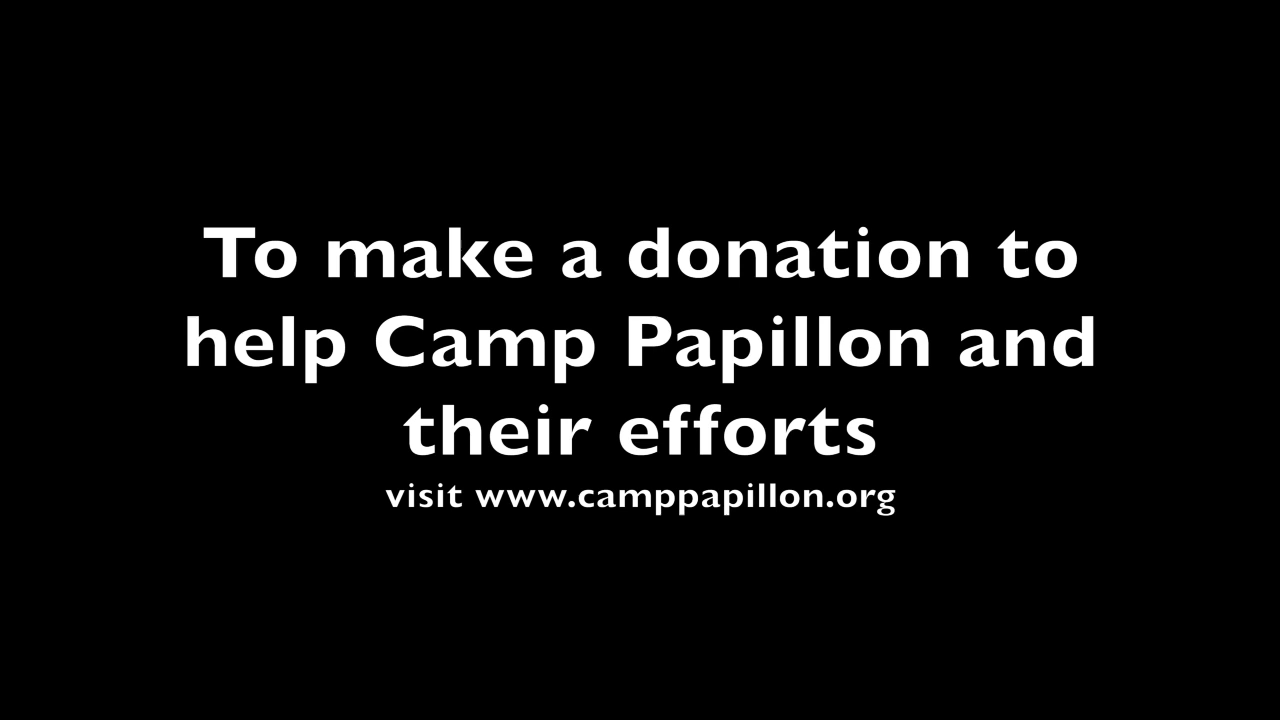 To make a donation to
help Camp Papillon and
their efforts
visit www.camppapillon.org